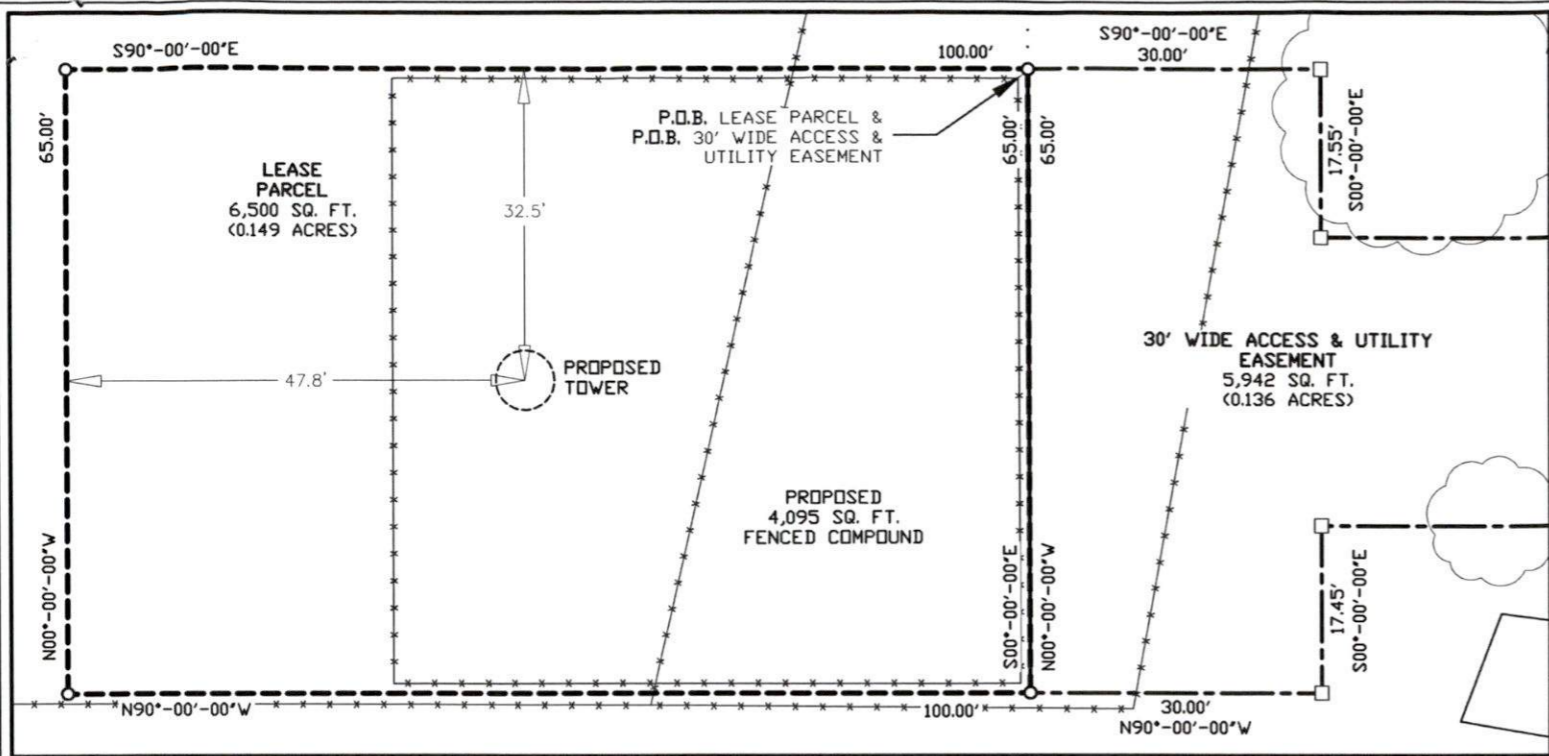 S90°-00'-00"E
100.00'
S90°-00'-00"E
30.00'
65.00'
P.O.B. LEASE PARCEL &
P.O.B. 30' WIDE ACCESS &
UTILITY EASEMENT
65.00'
65.00'
17.55'
S00°-00'-00"E
LEASE
PARCEL
6,500 SQ. FT.
(0.149 ACRES)
32.5'
47.8'
PROPOSED
TOWER
30' WIDE ACCESS & UTILITY
EASEMENT
5,942 SQ. FT.
(0.136 ACRES)
PROPOSED
4,095 SQ. FT.
FENCED COMPOUND
N00°-00'-00"W
S00°-00'-00"E
N00°-00'-00"W
17.45'
S00°-00'-00"E
N90°-00'-00"W
100.00'
30.00'
N90°-00'-00"W